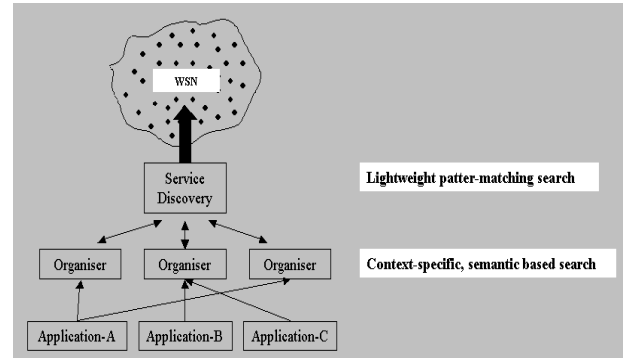 WSN
Service
Discovery
Lightweight patter-matching search
Organiser
Organiser
Organiser
Context-specific, semantic based search
Application-A
Application-B
Application-C